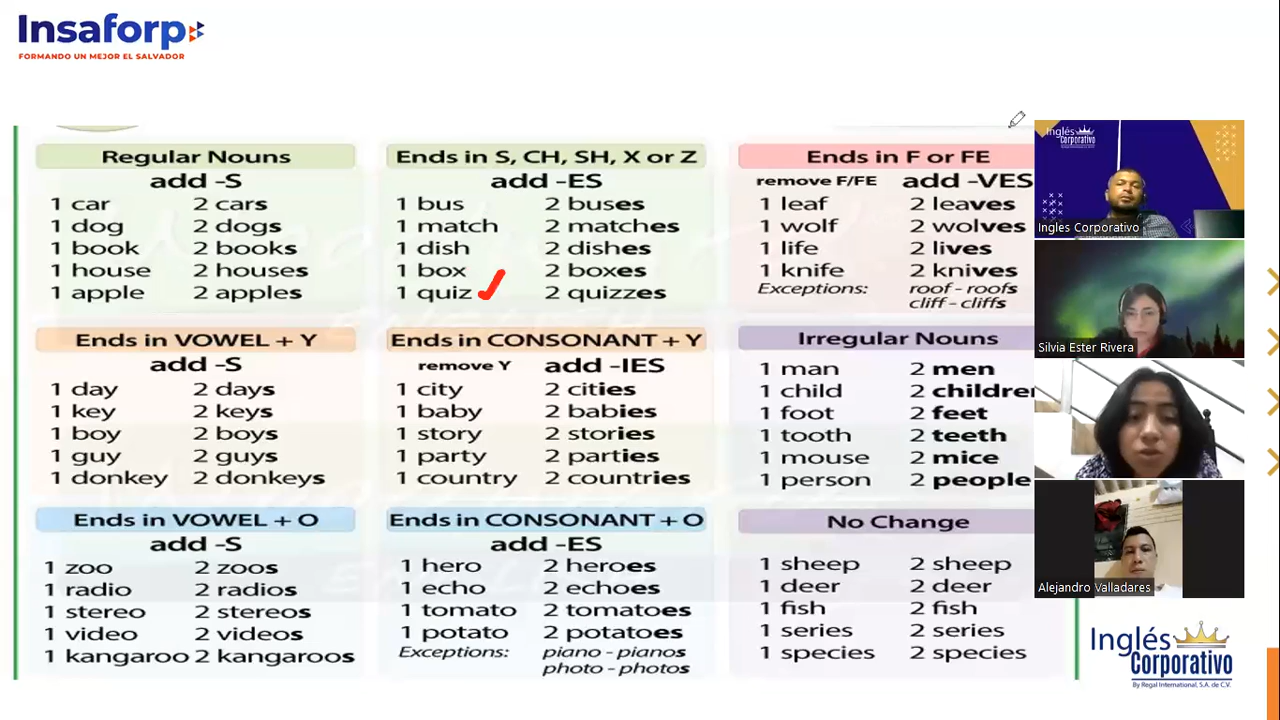 Insaforp
FORMANDO UN MEJOR EL SALVADOR
Regular Nouns
add -S
1 car 2 cars
1 dog 2 dogs
1 book 2 books
1 house 2 houses
1 apple 2 apples
Ends in S, CH, SH, X or Z
add -ES
1 bus 2 buses
1 match 2 matches
1 dish 2 dishes
1 box 2 boxes
1 quiz 2 quizzes
Ends in F or FE
remove F/FE add -VES
1 leaf 2 leaves
1 wolf 2 wolves
1 life 2 lives
1 knife 2 knives
Exceptions: roof - roofs
cliff - cliffs
Ends in VOWEL + Y
add -S
1 day 2 days
1 key 2 keys
1 boy 2 boys
1 guy 2 guys
1 donkey 2 donkeys
Ends in CONSONANT + Y
remove Y add -IES
1 city 2 cities
1 baby 2 babies
1 story 2 stories
1 party 2 parties
1 country 2 countries
Irregular Nouns
1 man 2 men
1 child 2 children
1 foot 2 feet
1 tooth 2 teeth
1 mouse 2 mice
1 person 2 people
Ends in VOWEL + O
add -S
1 zoo 2 zoos
1 radio 2 radios
1 stereo 2 stereos
1 video 2 videos
1 kangaroo 2 kangaroos
Ends in CONSONANT + O
add -ES
1 hero 2 heroes
1 echo 2 echoes
1 tomato 2 tomatoes
1 potato 2 potatoes
Exceptions: piano - pianos
photo - photos
No Change
1 sheep 2 sheep
1 deer 2 deer
1 fish 2 fish
1 series 2 series
1 species 2 species
Inglés
Corporativo
Ingles Corporativo
Silvia Ester Rivera
Alejandro Valladares
Inglés
Corporativo
By Regal International, S.A. de C.V.